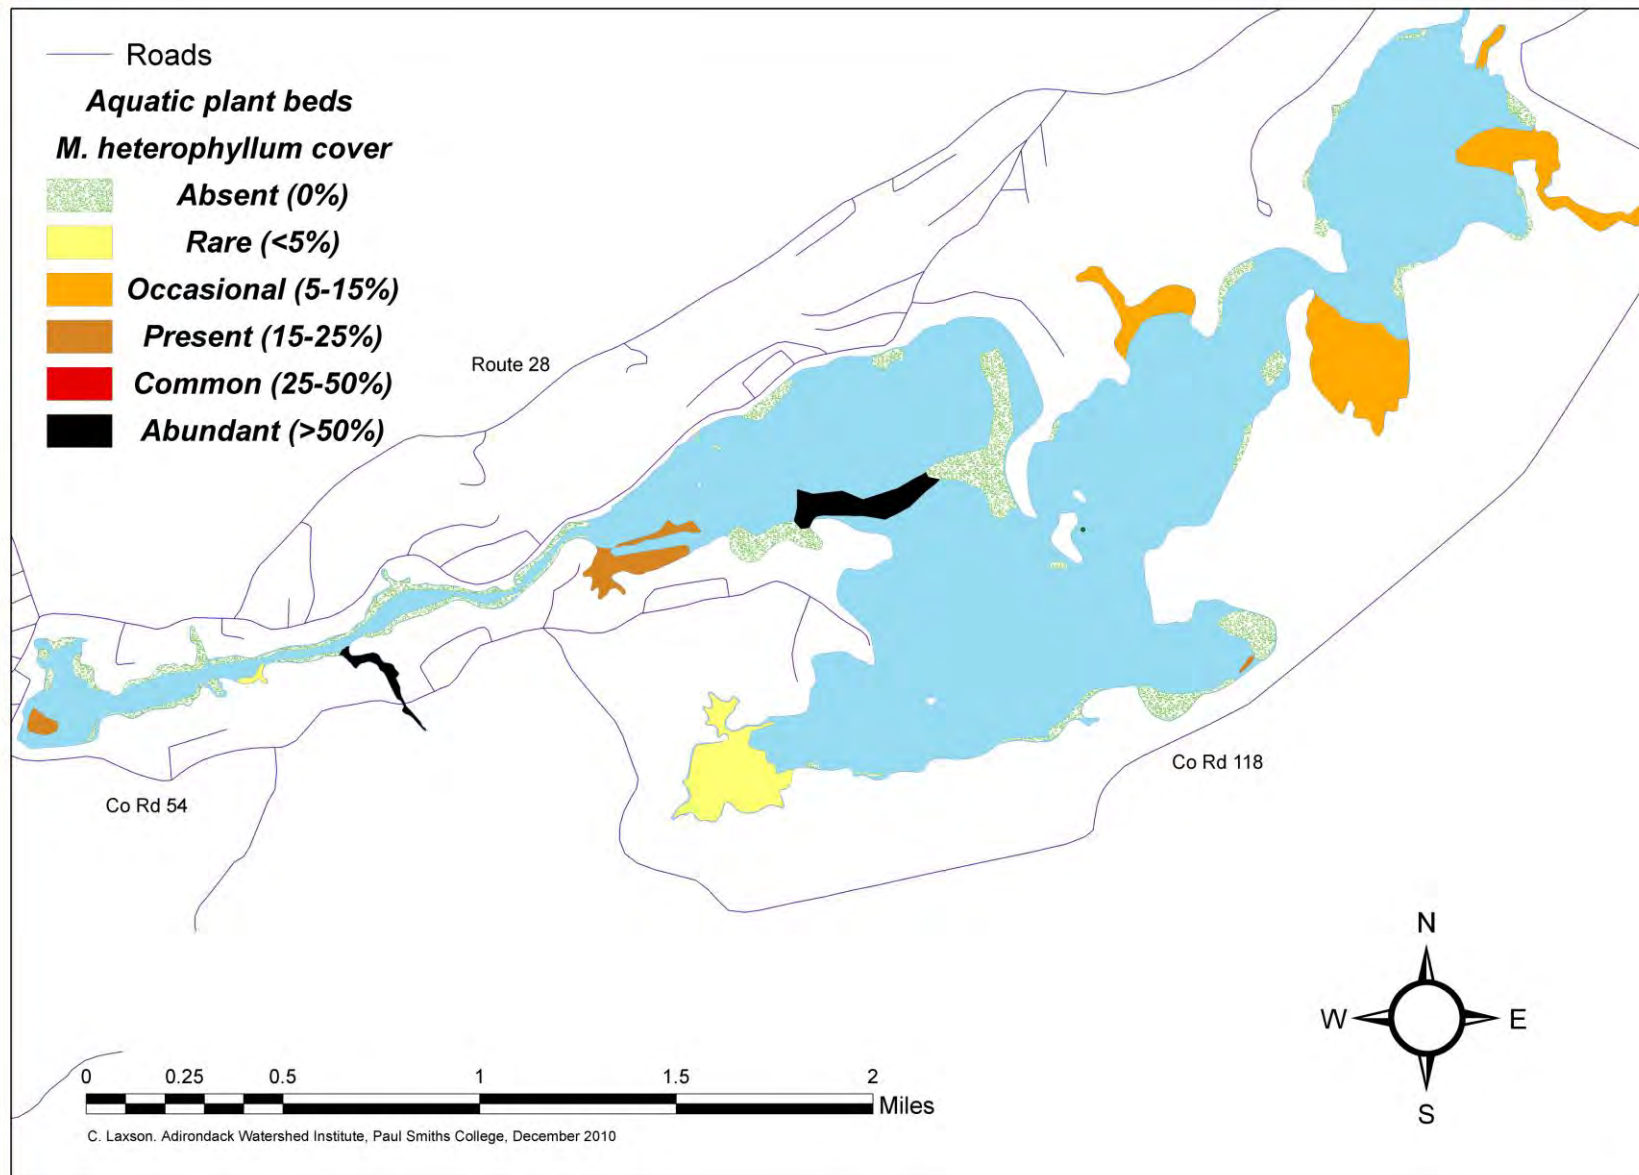 Roads
Aquatic plant beds
M. heterophyllum cover
Absent (0%)
Rare (<5%)
Occasional (5-15%)
Present (15-25%)
Common (25-50%)
Abundant (>50%)
Route 28
Co Rd 118
Co Rd 54
N
W E
S
0 0.25 0.5 1 1.5 2
Miles
C. Laxson. Adirondack Watershed Institute, Paul Smiths College, December 2010